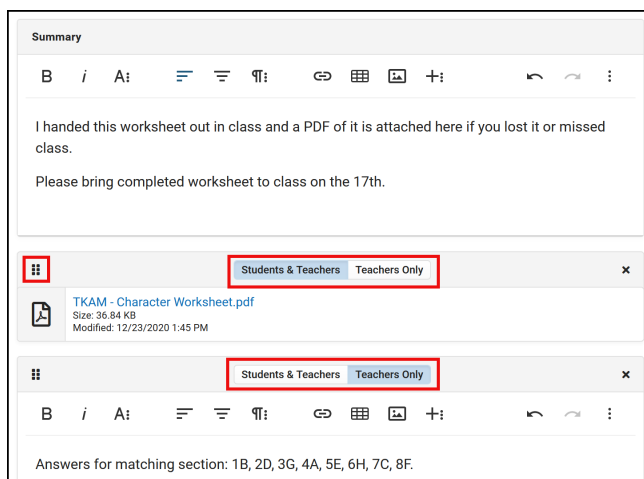 Summary
B i A
¶
I handed this worksheet out in class and a PDF of it is attached here if you lost it or missed
class.
Please bring completed worksheet to class on the 17th.
Students & Teachers Teachers Only
TKAM - Character Worksheet.pdf
Size: 36.84 KB
Modified: 12/23/2020 1:45 PM
Students & Teachers Teachers Only
B i A
¶
Answers for matching section: 1B, 2D, 3G, 4A, 5E, 6H, 7C, 8F.